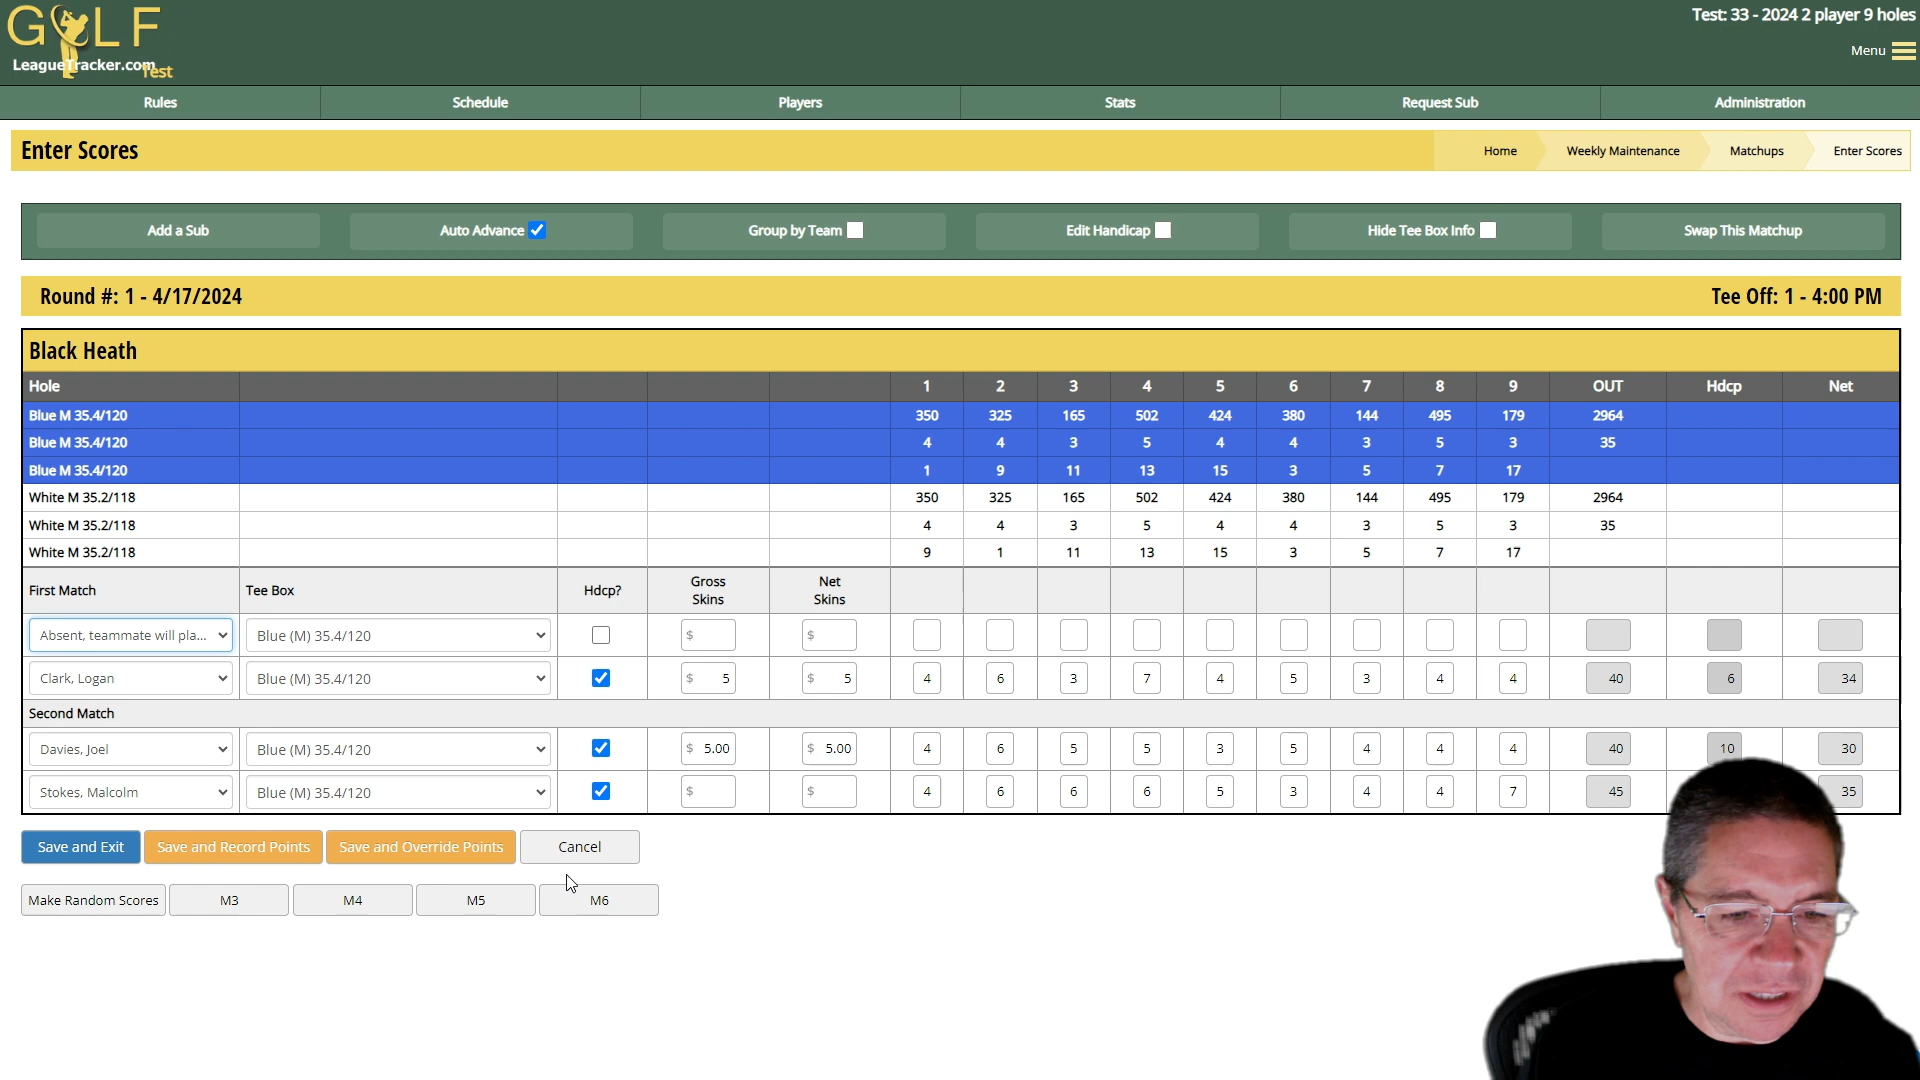 GOLF
LeagueTracker.com
Test
Test: 33 - 2024 2 player 9 holes
Menu
Rules Schedule Players Stats Request Sub Administration
Enter Scores
Home Weekly Maintenance Matchups Enter Scores
Add a Sub Auto Advance Group by Team Edit Handicap Hide Tee Box Info Swap This Matchup
Round #: 1 - 4/17/2024 Tee Off: 1 - 4:00 PM
Black Heath
Hole 1 2 3 4 5 6 7 8 9 OUT Hdcp Net
Blue M 35.4/120 350 325 165 502 424 380 144 495 179 2964
Blue M 35.4/120 4 4 3 5 4 4 3 5 3 35
Blue M 35.4/120 1 9 11 13 15 3 5 7 17
White M 35.2/118 350 325 165 502 424 380 144 495 179 2964
White M 35.2/118 4 4 3 5 4 4 3 5 3 35
White M 35.2/118 9 1 11 13 15 3 5 7 17
First Match Tee Box Hdcp? Gross Skins Net Skins
Absent, teammate will pla... Blue (M) 35.4/120 $ $
Clark, Logan Blue (M) 35.4/120 $ 5 $ 5 4 6 3 7 4 5 3 4 4 40 6 34
Second Match
Davies, Joel Blue (M) 35.4/120 $ 5.00 $ 5.00 4 6 5 5 3 5 4 4 4 40 10 30
Stokes, Malcolm Blue (M) 35.4/120 $ $ 4 6 6 6 5 3 4 4 7 45 35
Save and Exit Save and Record Points Save and Override Points Cancel
Make Random Scores M3 M4 M5 M6